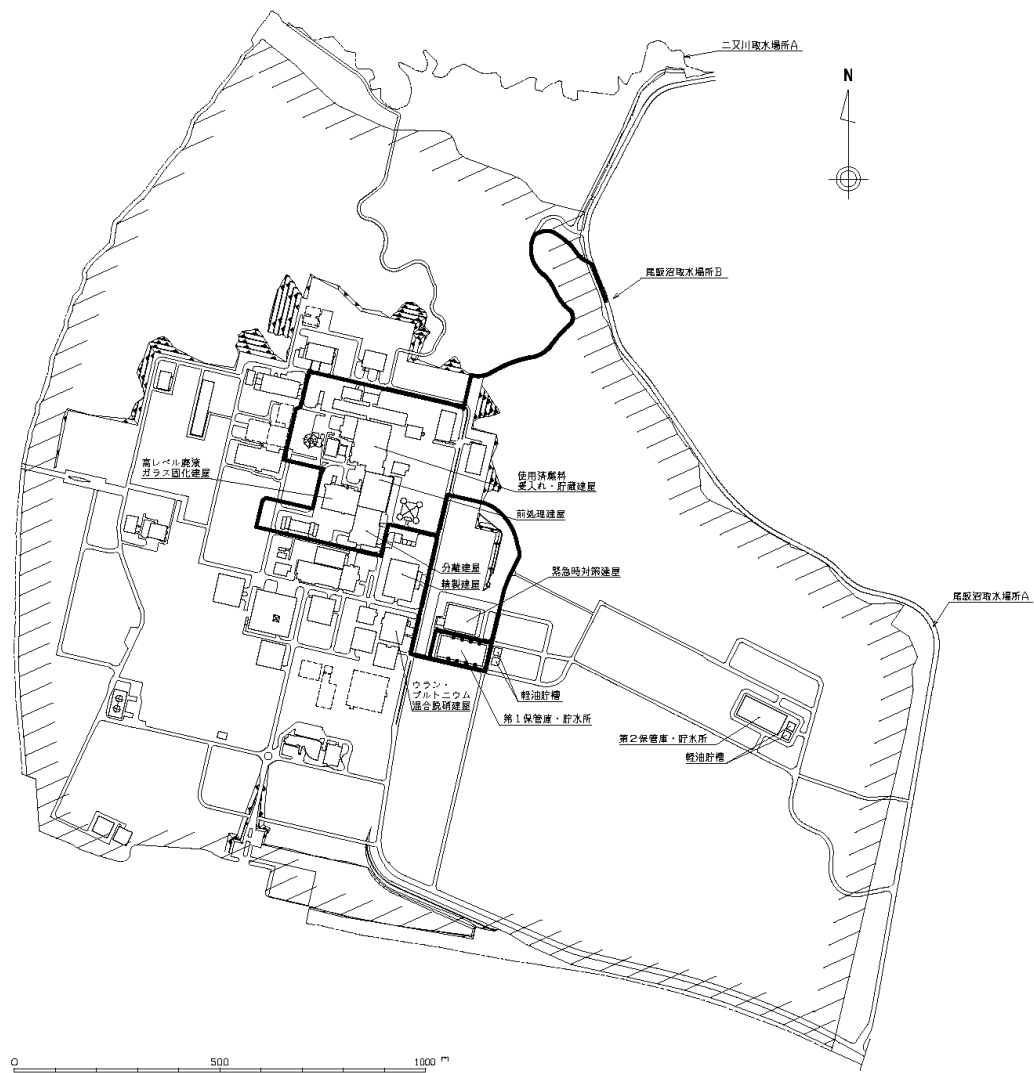 二又川取水場所A
N
尾駮沼取水場所B
高レベル廃液
ガラス固化建屋
使用済燃料
受入れ・貯蔵建屋
前処理建屋
分離建屋
精製建屋
緊急時対策建屋
尾駮沼取水場所A
ウラン・
プルトニウム
混合脱硝建屋
軽油貯槽
第1保管庫・貯水所
第2保管庫・貯水所
軽油貯槽
0
500
1000 m